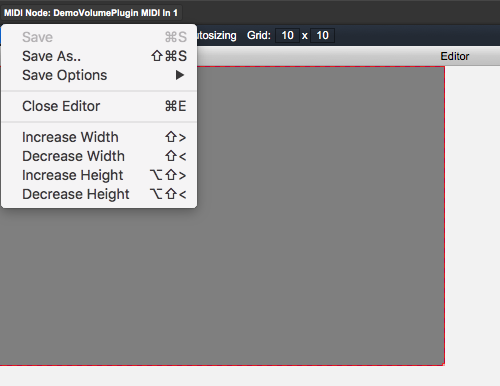 MIDI Node: DemoVolumePlugin MIDI In 1
Grid: 10 x 10
Editor
Save ⌘S
Save As.. ⇧⌘S
Save Options ▶
Close Editor ⌘E
Increase Width ⇧>
Decrease Width ⇧<
Increase Height ⌥⇧>
Decrease Height ⌥⇧<